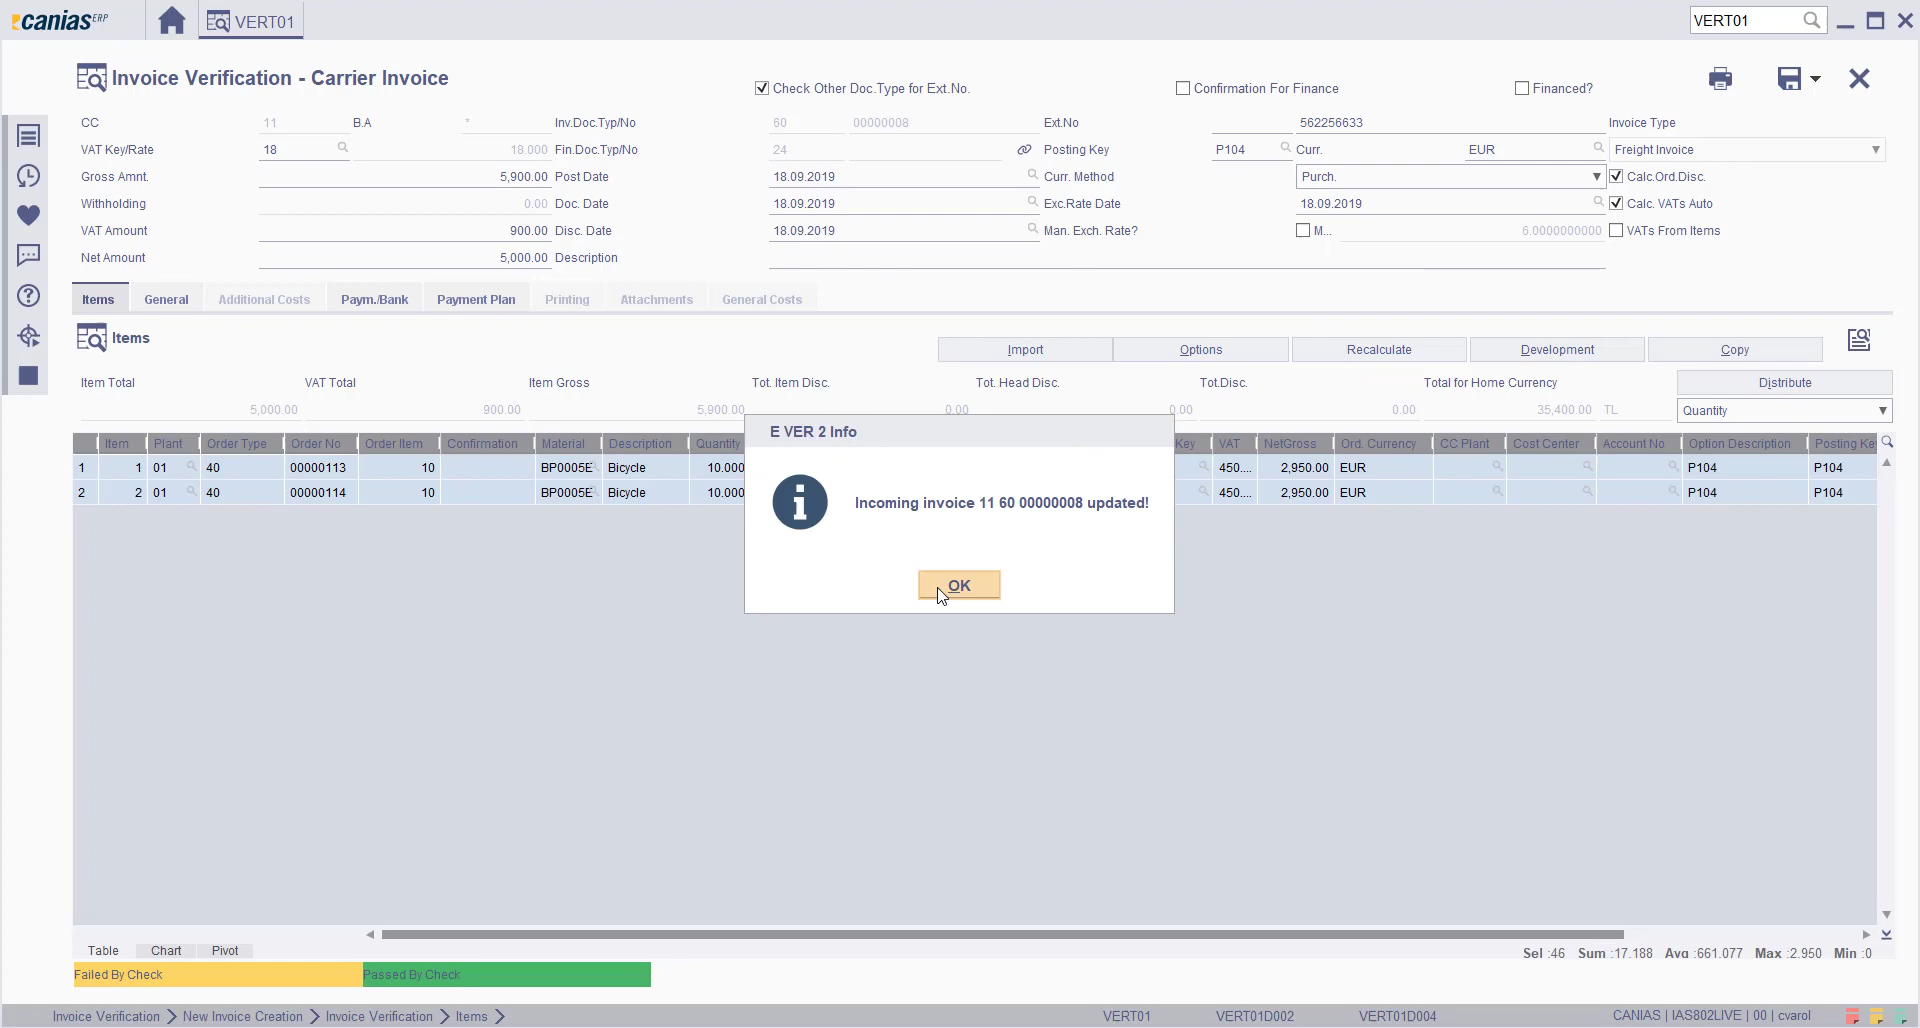 canias ERP VERT01 VERT01
Invoice Verification - Carrier Invoice
Check Other Doc.Type for Ext.No. Confirmation For Finance Financed?
CC 11 B.A * Inv.Doc.Typ/No 60 00000008 Ext.No 562256633 Invoice Type
VAT Key/Rate 18 18.000 Fin.Doc.Typ/No 24 Posting Key P104 Curr. EUR Freight Invoice
Gross Amnt. 5,900.00 Post Date 18.09.2019 Curr. Method Purch. Calc.Ord.Disc.
Withholding 0.00 Doc. Date 18.09.2019 Exc.Rate Date 18.09.2019 Calc. VATs Auto
VAT Amount 900.00 Disc. Date 18.09.2019 Man. Exch. Rate? M... 6.0000000000 VATs From Items
Net Amount 5,000.00 Description
Items General Additional Costs Paym./Bank Payment Plan Printing Attachments General Costs
Items
Import Options Recalculate Development Copy
Item Total VAT Total Item Gross Tot. Item Disc. Tot. Head Disc. Tot.Disc. Total for Home Currency Distribute
5,000.00 900.00 5,900.00 0.00 0.00 0.00 35,400.00 TL Quantity
Item Plant Order Type Order No Order Item Confirmation Material Description Quantity Key VAT NetGross Ord. Currency CC Plant Cost Center Account No Option Description Posting Ke
1 1 01 40 00000113 10 BP0005E Bicycle 10.000 450.... 2,950.00 EUR P104 P104
2 2 01 40 00000114 10 BP0005E Bicycle 10.000 450.... 2,950.00 EUR P104 P104
E VER 2 Info
Incoming invoice 11 60 00000008 updated!
OK
Table Chart Pivot
Sel :46 Sum :17.188 Avg :661.077 Max :2.950 Min :0
Failed By Check Passed By Check
Invoice Verification New Invoice Creation Invoice Verification Items VERT01 VERT01D002 VERT01D004 CANIAS | IAS802LIVE | 00 | cvarol